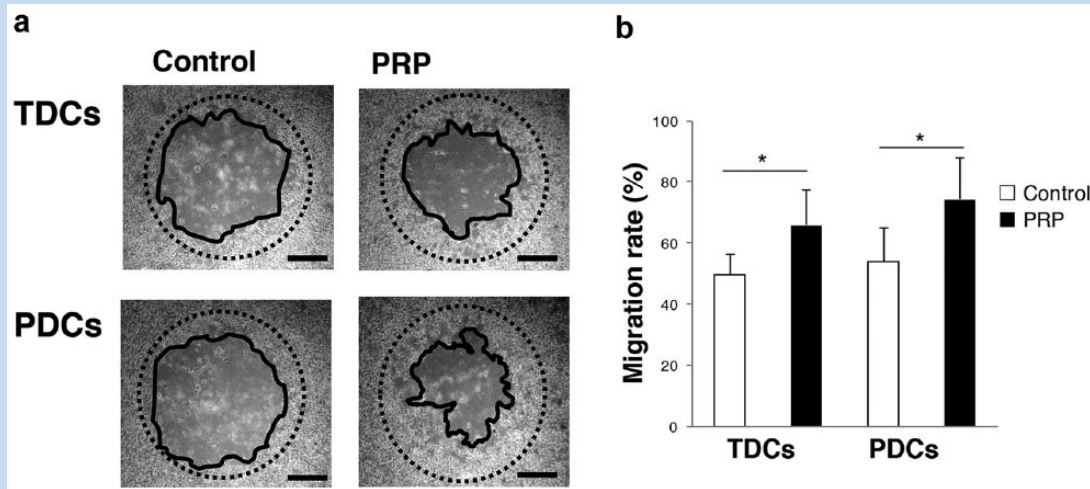 a
Control PRP
TDCs
PDCs
b
Migration rate (%)
100
80
60
40
20
0
*
*
TDCs PDCs
Control
PRP